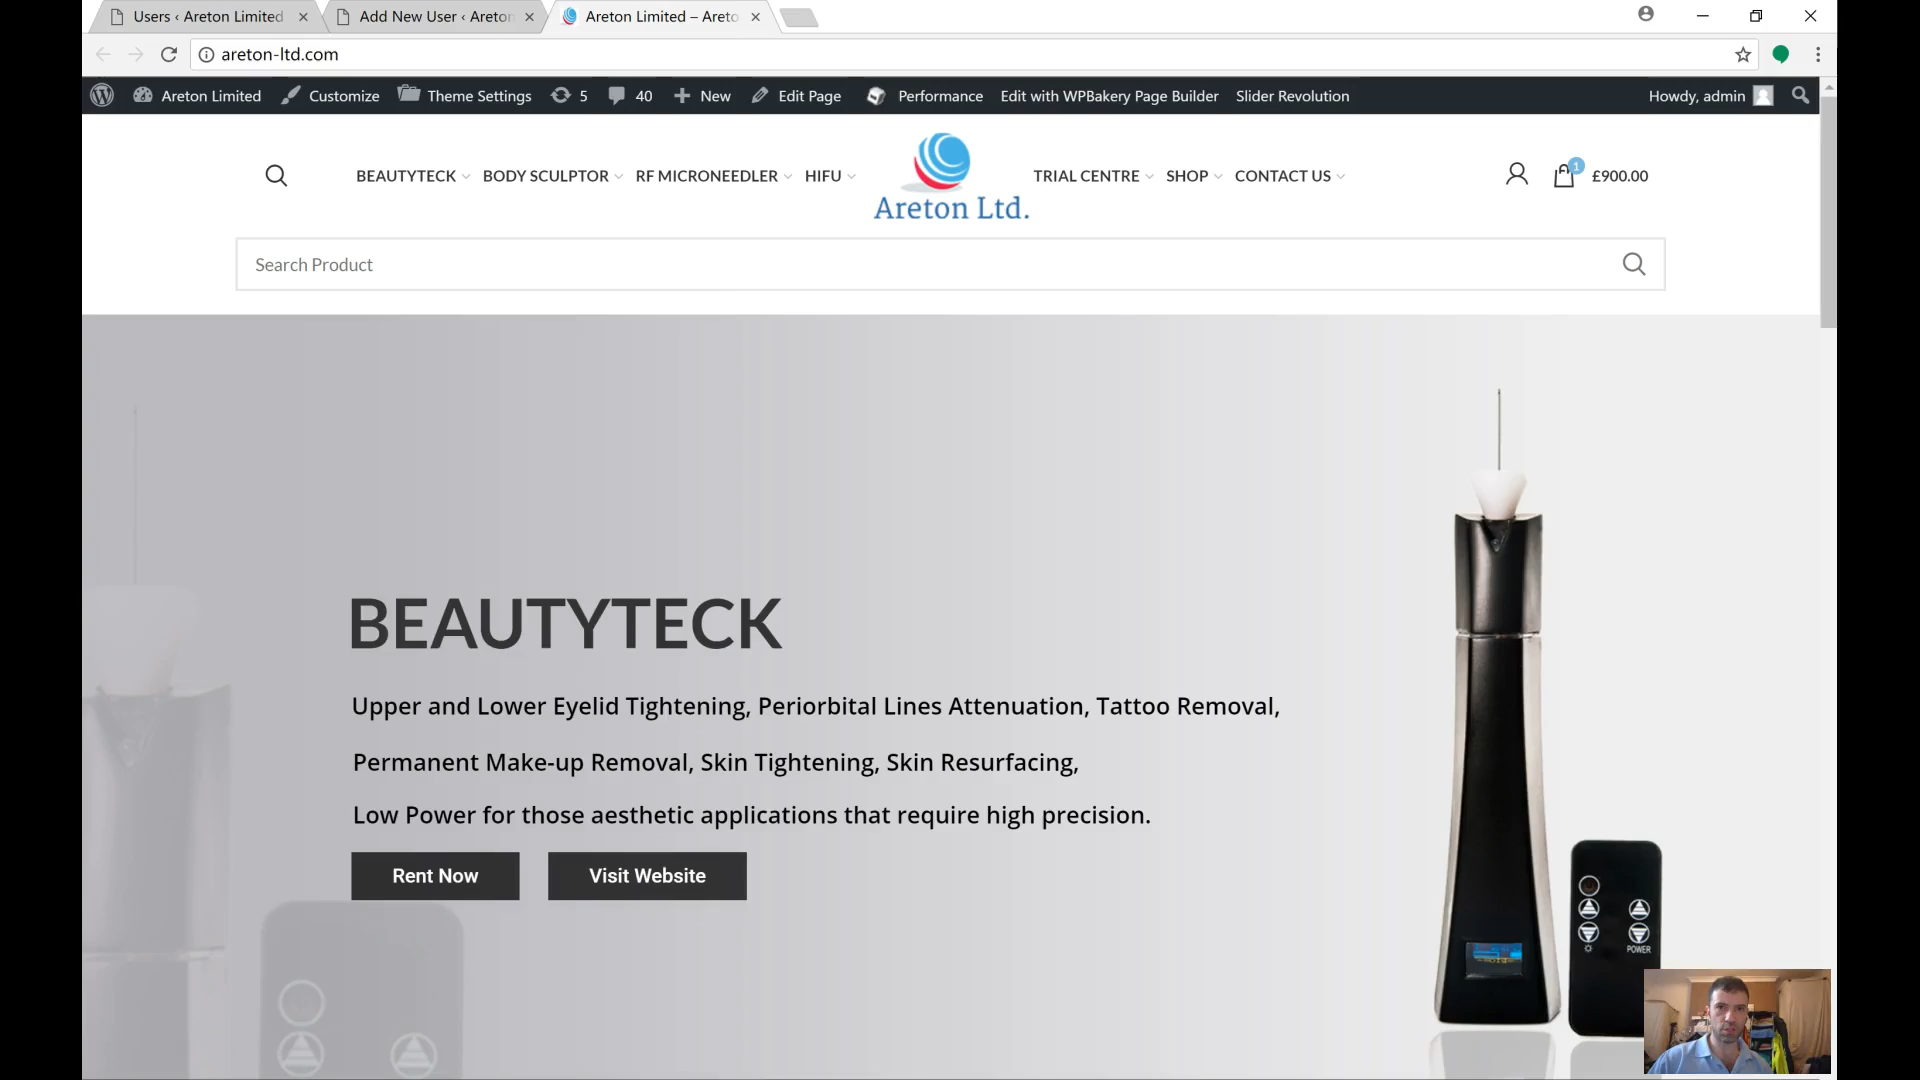 Users ‹ Areton Limited
Add New User ‹ Areton
Areton Limited – Areto
areton-ltd.com
Areton Limited Customize Theme Settings 5 40 New Edit Page Performance Edit with WPBakery Page Builder Slider Revolution Howdy, admin
BEAUTYTECK BODY SCULPTOR RF MICRONEEDLER HIFU Areton Ltd. TRIAL CENTRE SHOP CONTACT US 1 £900.00
Search Product
BEAUTYTECK
Upper and Lower Eyelid Tightening, Periorbital Lines Attenuation, Tattoo Removal,
Permanent Make-up Removal, Skin Tightening, Skin Resurfacing,
Low Power for those aesthetic applications that require high precision.
Rent Now Visit Website
POWER